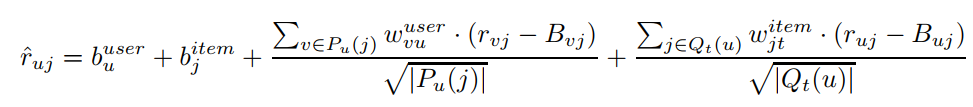 $\hat{r}_{uj} = b_u^{user} + b_j^{item} + \frac{\sum_{v \in P_u(j)} w_{vu}^{user} \cdot (r_{vj} - B_{vj})}{\sqrt{|P_u(j)|}} + \frac{\sum_{j \in Q_t(u)} w_{jt}^{item} \cdot (r_{uj} - B_{uj})}{\sqrt{|Q_t(u)|}}$